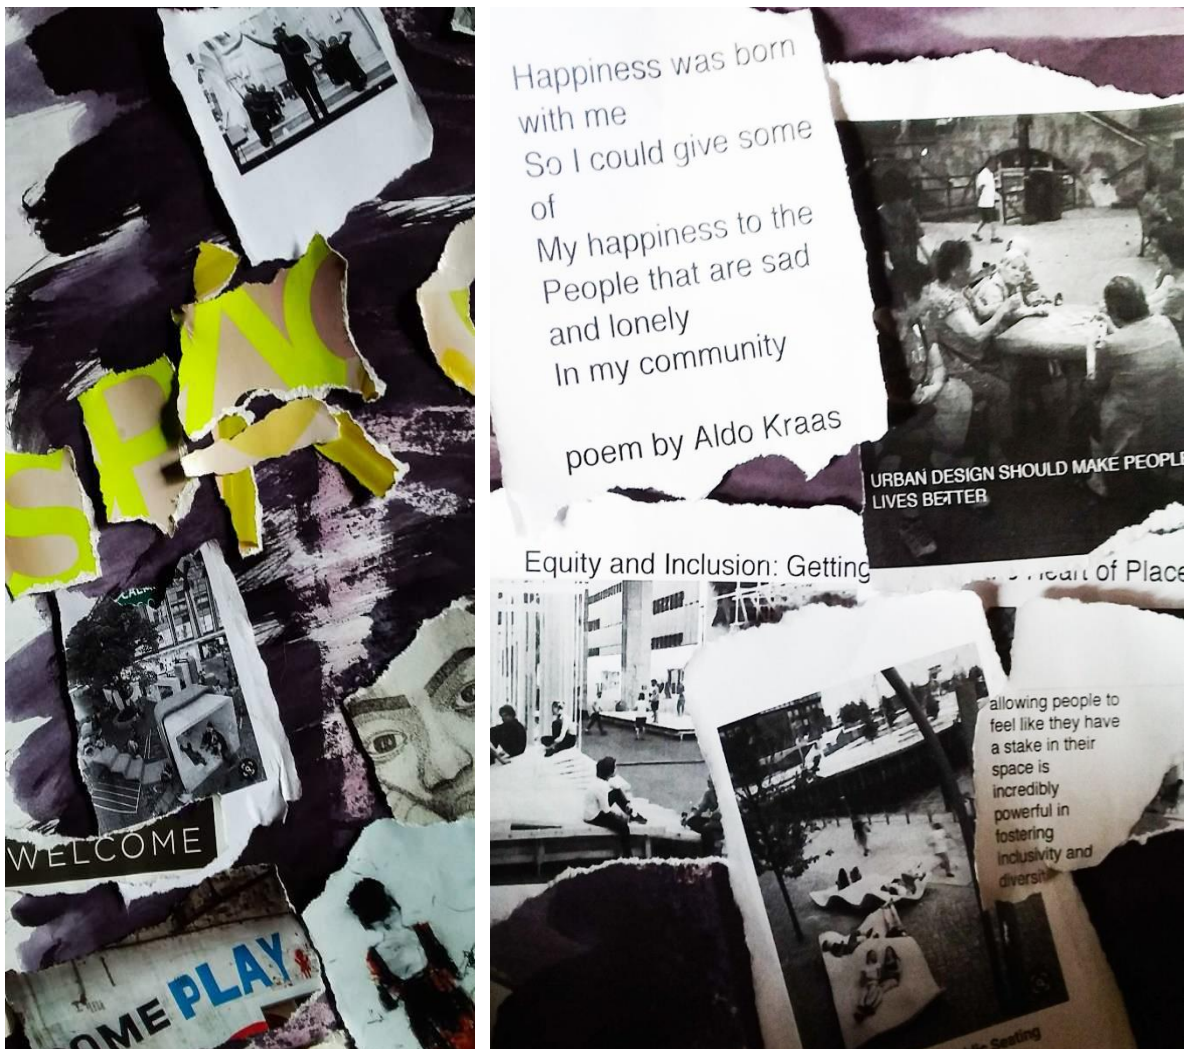 SPAC
WELCOME
OME PLAY
Happiness was born
with me
So I could give some
of
My happiness to the
People that are sad
and lonely
In my community
poem by Aldo Kraas
URBAN DESIGN SHOULD MAKE PEOPLE
LIVES BETTER
Equity and Inclusion: Getting
Heart of Place
allowing people to
feel like they have
a stake in their
space is
incredibly
powerful in
fostering
inclusivity and
diversit
Seating